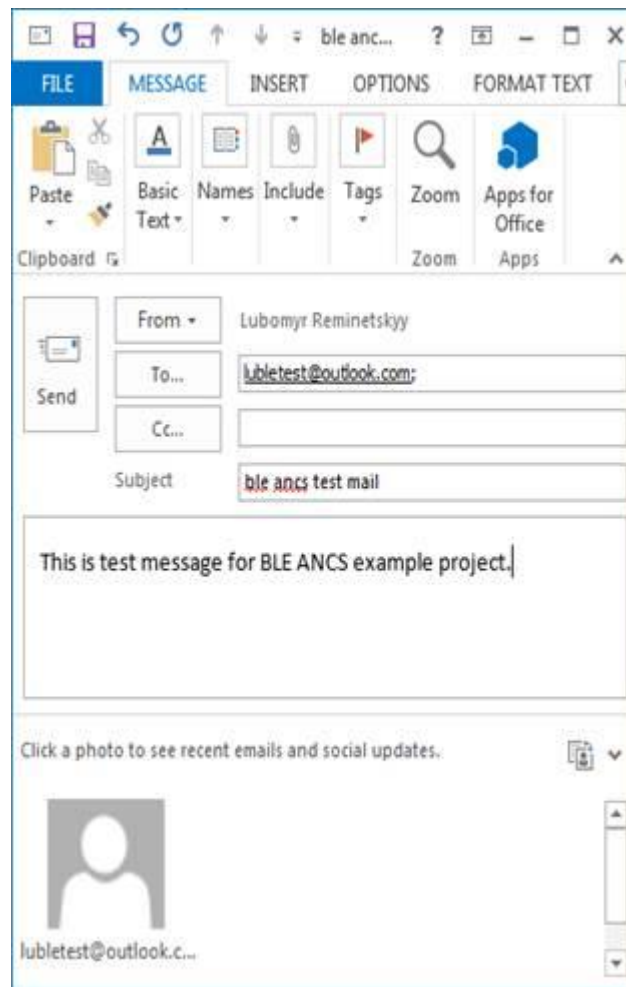 ble anc... ?
FILE MESSAGE INSERT OPTIONS FORMAT TEXT
Paste Basic Text Names Include Tags Zoom Apps for Office
Clipboard Zoom Apps
From Lubomyr Reminetskyy
Send
To... lubletest@outlook.com;
Cc...
Subject ble ancs test mail
This is test message for BLE ANCS example project.
Click a photo to see recent emails and social updates.
lubletest@outlook.c...